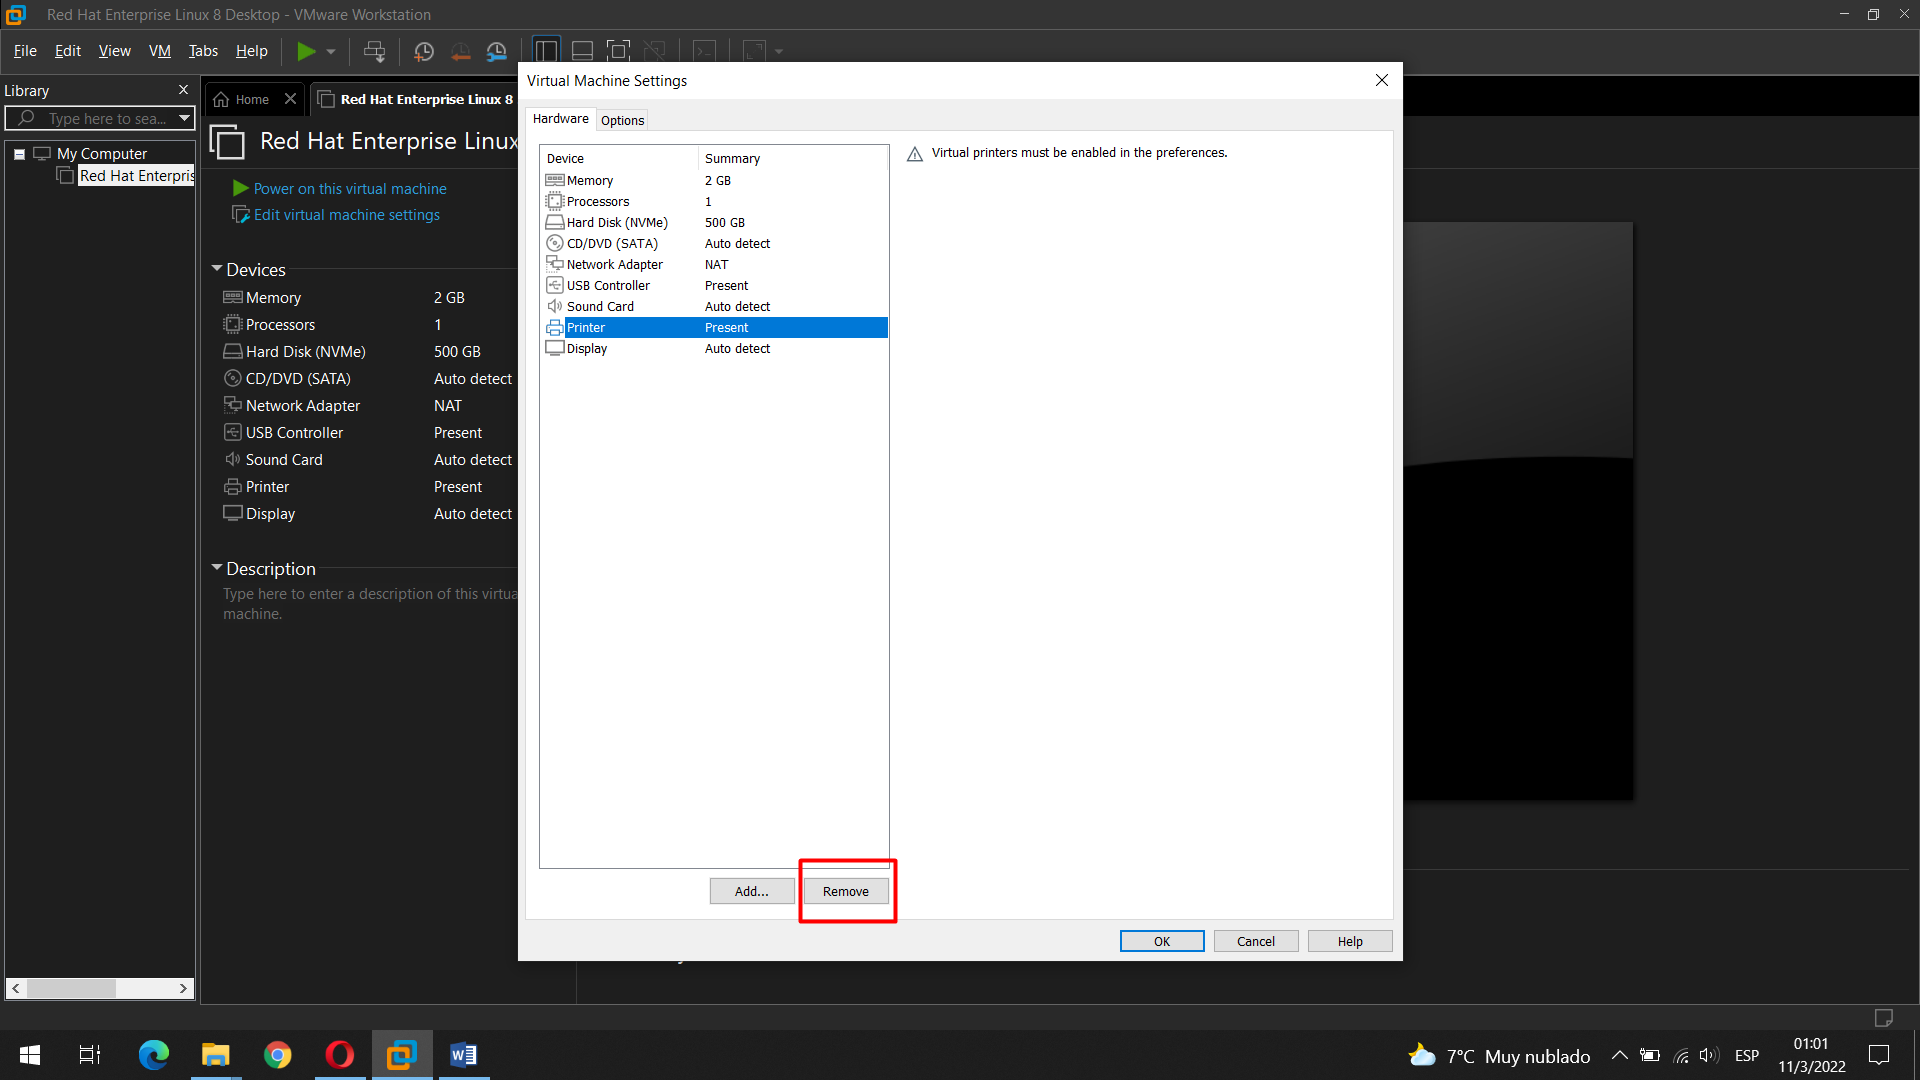 Red Hat Enterprise Linux 8 Desktop - VMware Workstation
File Edit View VM Tabs Help
Library
Type here to sea...
My Computer
Red Hat Enterpris
Home
Red Hat Enterprise Linux 8
Red Hat Enterprise Linux
Power on this virtual machine
Edit virtual machine settings
Devices
Memory 2 GB
Processors 1
Hard Disk (NVMe) 500 GB
CD/DVD (SATA) Auto detect
Network Adapter NAT
USB Controller Present
Sound Card Auto detect
Printer Present
Display Auto detect
Description
Type here to enter a description of this virtua
machine.
Virtual Machine Settings
Hardware Options
Device Summary
Memory 2 GB
Processors 1
Hard Disk (NVMe) 500 GB
CD/DVD (SATA) Auto detect
Network Adapter NAT
USB Controller Present
Sound Card Auto detect
Printer Present
Display Auto detect
Virtual printers must be enabled in the preferences.
Add... Remove
OK Cancel Help
7°C Muy nublado
ESP
01:01
11/3/2022